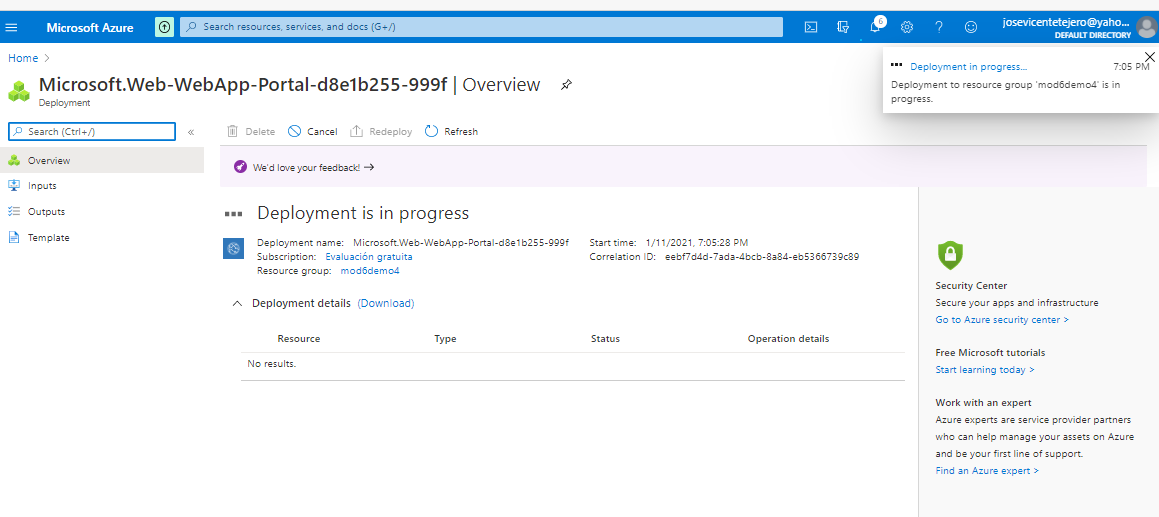 Microsoft Azure
Search resources, services, and docs (G+/)
6
josevicentetejero@yaho...
DEFAULT DIRECTORY
Home
Deployment in progress...
7:05 PM
Deployment to resource group 'mod6demo4' is in
progress.
Microsoft.Web-WebApp-Portal-d8e1b255-999f | Overview
Deployment
Search (Ctrl+/)
«
Delete
Cancel
Redeploy
Refresh
Overview
Inputs
Outputs
Template
We'd love your feedback! →
Deployment is in progress
Deployment name: Microsoft.Web-WebApp-Portal-d8e1b255-999f
Subscription: Evaluación gratuita
Resource group: mod6demo4
Start time: 1/11/2021, 7:05:28 PM
Correlation ID: eebf7d4d-7ada-4bcb-8a84-eb5366739c89
Deployment details (Download)
Resource Type Status Operation details
No results.
Security Center
Secure your apps and infrastructure
Go to Azure security center >
Free Microsoft tutorials
Start learning today >
Work with an expert
Azure experts are service provider partners
who can help manage your assets on Azure
and be your first line of support.
Find an Azure expert >